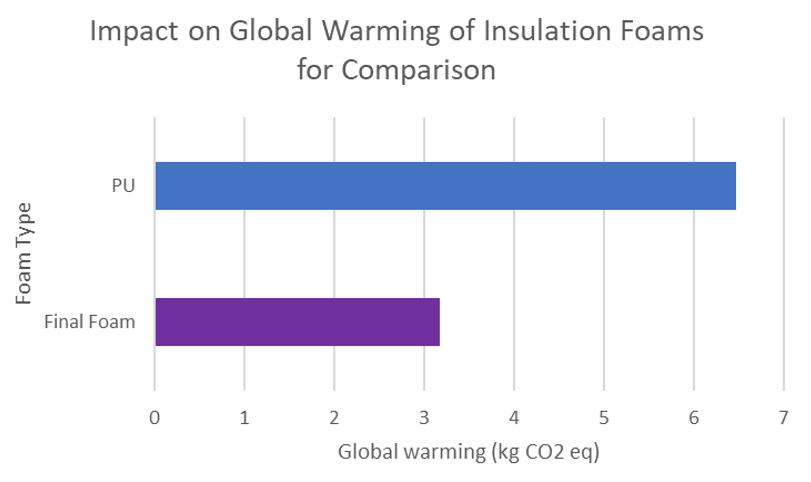 Impact on Global Warming of Insulation Foams
for Comparison
Foam Type
PU
Final Foam
0 1 2 3 4 5 6 7
Global warming (kg CO2 eq)